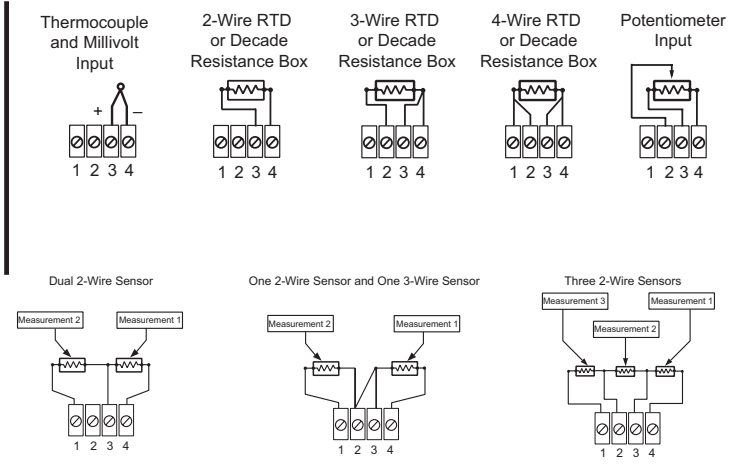 Thermocouple
and Millivolt
Input
+ –
1 2 3 4
2-Wire RTD
or Decade
Resistance Box
1 2 3 4
3-Wire RTD
or Decade
Resistance Box
1 2 3 4
4-Wire RTD
or Decade
Resistance Box
1 2 3 4
Potentiometer
Input
1 2 3 4
Dual 2-Wire Sensor
Measurement 2
Measurement 1
1 2 3 4
One 2-Wire Sensor and One 3-Wire Sensor
Measurement 2
Measurement 1
1 2 3 4
Three 2-Wire Sensors
Measurement 3
Measurement 1
Measurement 2
1 2 3 4